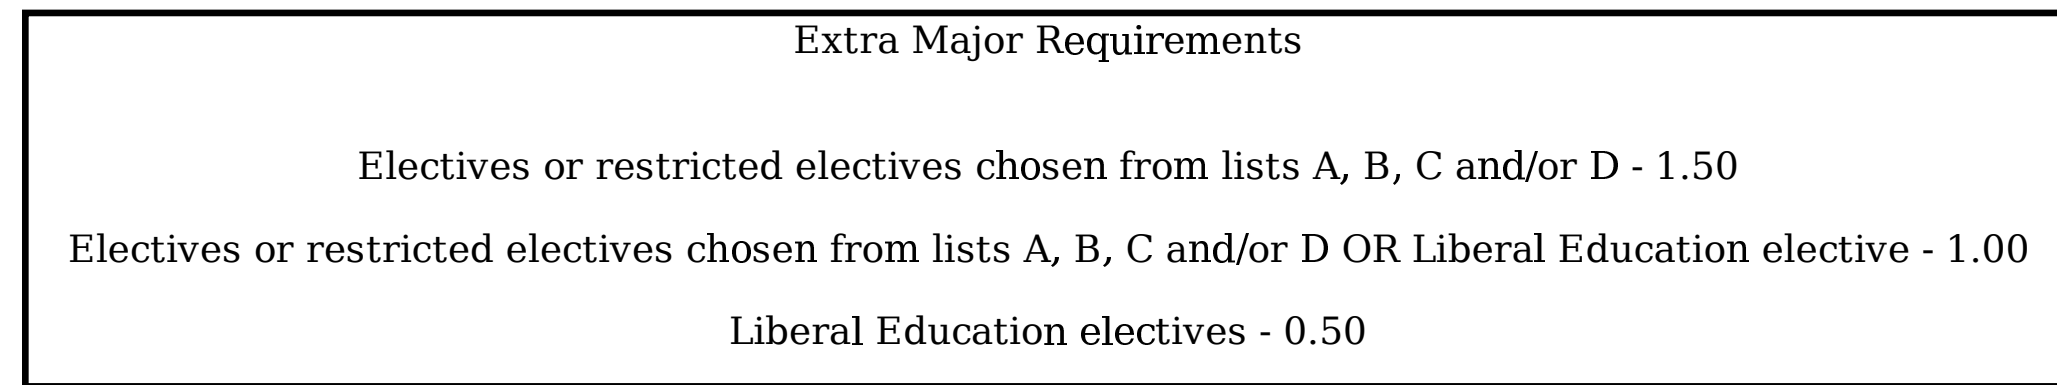 Extra Major Requirements
Electives or restricted electives chosen from lists A, B, C and/or D - 1.50
Electives or restricted electives chosen from lists A, B, C and/or D OR Liberal Education elective - 1.00
Liberal Education electives - 0.50